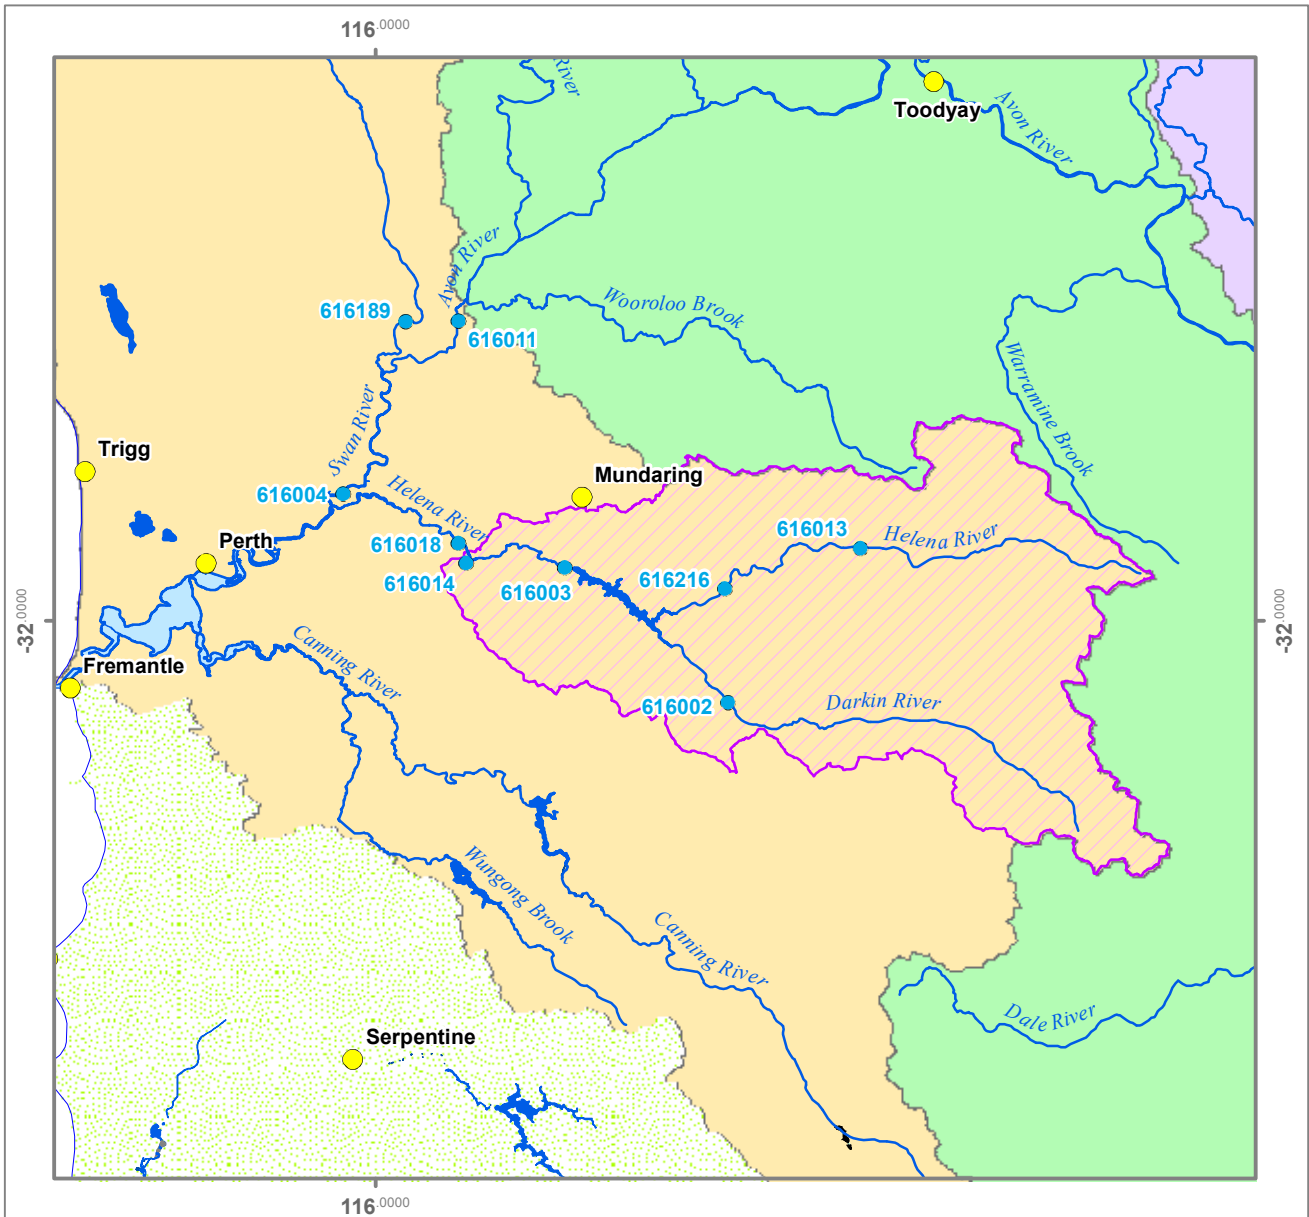 116.0000
River
Toodyay
Avon River
Avon River
Wooroloo Brook
616189
616011
Warramine Brook
Swan River
Trigg
Mundaring
616004
Helena River
616013
Helena River
Perth
616018
616014
616003
616216
-32.0000
-32.0000
Canning River
Fremantle
616002
Darkin River
Wungong Brook
Canning River
Dale River
Serpentine
116.0000